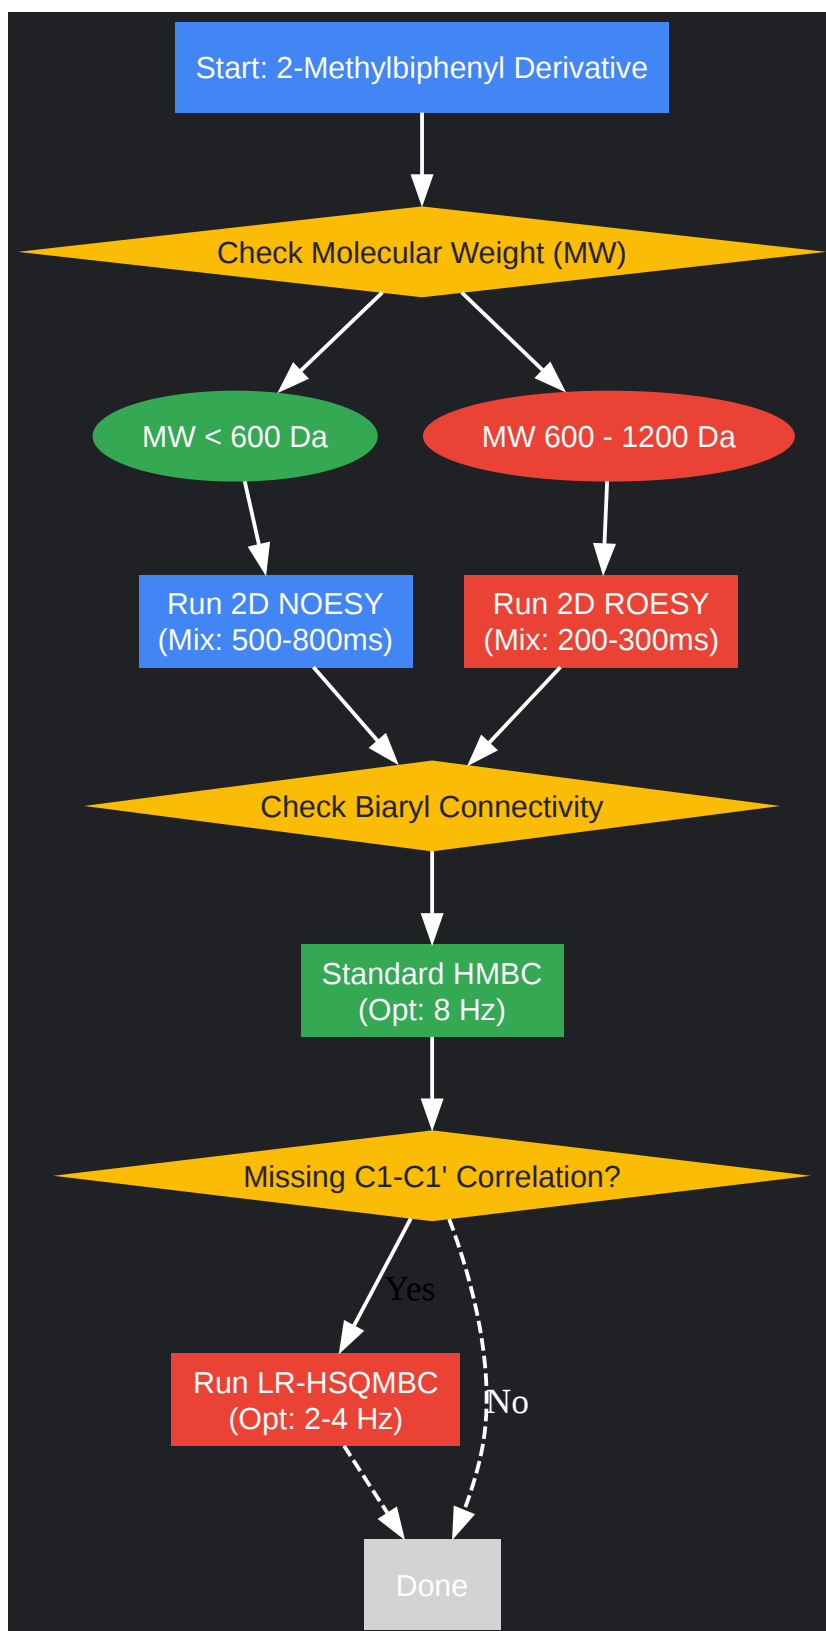 Start: 2-Methylbiphenyl Derivative
Check Molecular Weight (MW)
MW < 600 Da
MW 600 - 1200 Da
Run 2D NOESY
(Mix: 500-800ms)
Run 2D ROESY
(Mix: 200-300ms)
Check Biaryl Connectivity
Standard HMBC
(Opt: 8 Hz)
Missing C1-C1' Correlation?
Yes
Run LR-HSQMBC
(Opt: 2-4 Hz)
No
Done